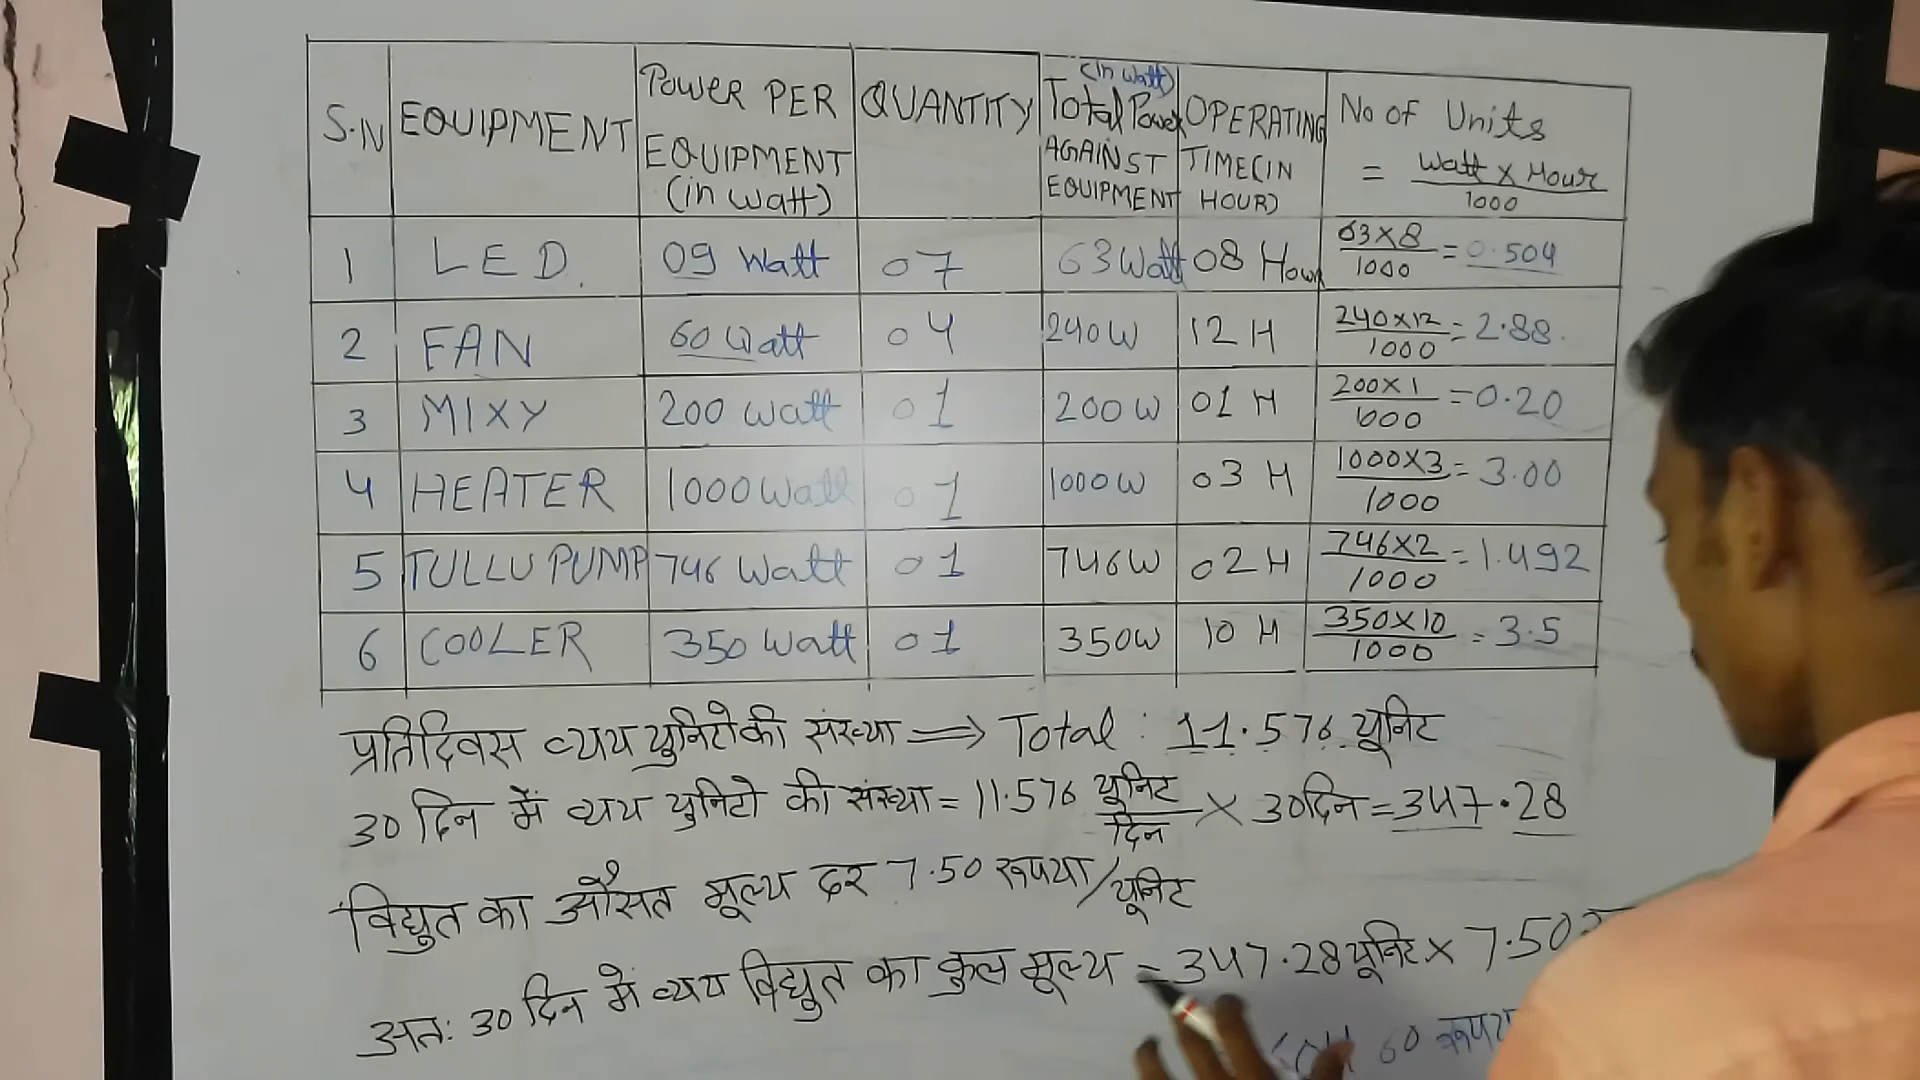 S.N EQUIPMENT Power PER EQUIPMENT (in watt) QUANTITY Total Power (in watt) AGAINST EQUIPMENT OPERATING TIME(IN HOUR) No of Units = Watt x Hour / 1000
1 LED. 09 Watt 07 63 Watt 08 Hour 63x8/1000 = 0.504
2 FAN 60 Watt 04 240W 12 H 240x12/1000 = 2.88.
3 MIXY 200 Watt 01 200W 01 H 200x1/1000 = 0.20
4 HEATER 1000 Watt 01 1000W 03 H 1000x3/1000 = 3.00
5 TULLU PUMP 746 Watt 01 746W 02 H 746x2/1000 = 1.492
6 COOLER 350 Watt 01 350W 10 H 350x10/1000 = 3.5
प्रतिदिवस व्यय युनिटो की संख्या ⟹ Total : 11.576 यूनिट
30 दिन में व्यय युनिटो की संख्या = 11.576 यूनिट/दिन x 30 दिन = 347.28
विद्युत का औसत मूल्य दर 7.50 रूपया/यूनिट
अतः 30 दिन में व्यय विद्युत का कुल मूल्य = 347.28 यूनिट x 7.50
60